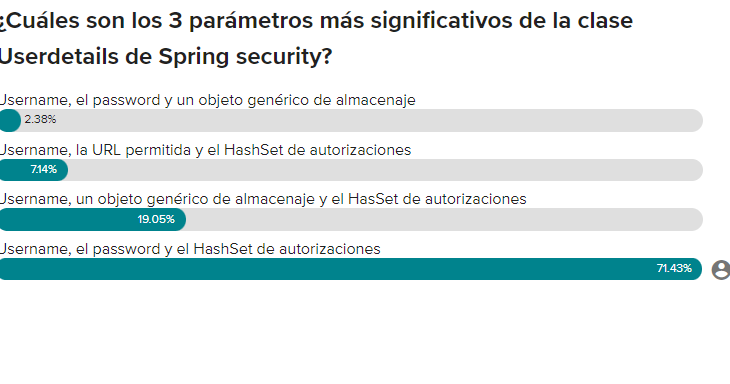 ¿Cuáles son los 3 parámetros más significativos de la clase
Userdetails de Spring security?
Username, el password y un objeto genérico de almacenaje
2.38%
Username, la URL permitida y el HashSet de autorizaciones
7.14%
Username, un objeto genérico de almacenaje y el HasSet de autorizaciones
19.05%
Username, el password y el HashSet de autorizaciones
71.43%